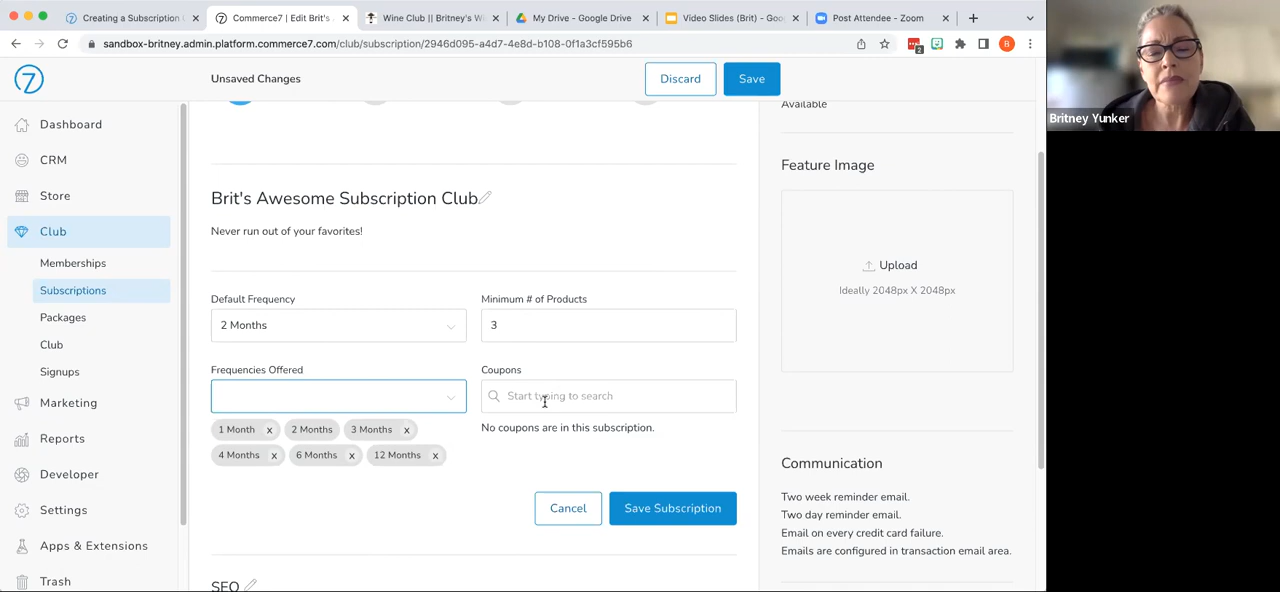 Creating a Subscription
Commerce7 | Edit Brit's
Wine Club || Britney's Wi
My Drive - Google Drive
Video Slides (Brit) - Goo
Post Attendee - Zoom
sandbox-britney.admin.platform.commerce7.com/club/subscription/2946d095-a4d7-4e8d-b108-0f1a3cf595b6
2
B
7
Unsaved Changes
Discard
Save
Dashboard
CRM
Store
Club
Memberships
Subscriptions
Packages
Club
Signups
Marketing
Reports
Developer
Settings
Apps & Extensions
Trash
Brit's Awesome Subscription Club
Never run out of your favorites!
Default Frequency
2 Months
Minimum # of Products
3
Frequencies Offered
1 Month x 2 Months 3 Months x
4 Months x 6 Months x 12 Months x
Coupons
Start typing to search
No coupons are in this subscription.
Cancel
Save Subscription
SEO
Available
Feature Image
Upload
Ideally 2048px X 2048px
Communication
Two week reminder email.
Two day reminder email.
Email on every credit card failure.
Emails are configured in transaction email area.
Britney Yunker